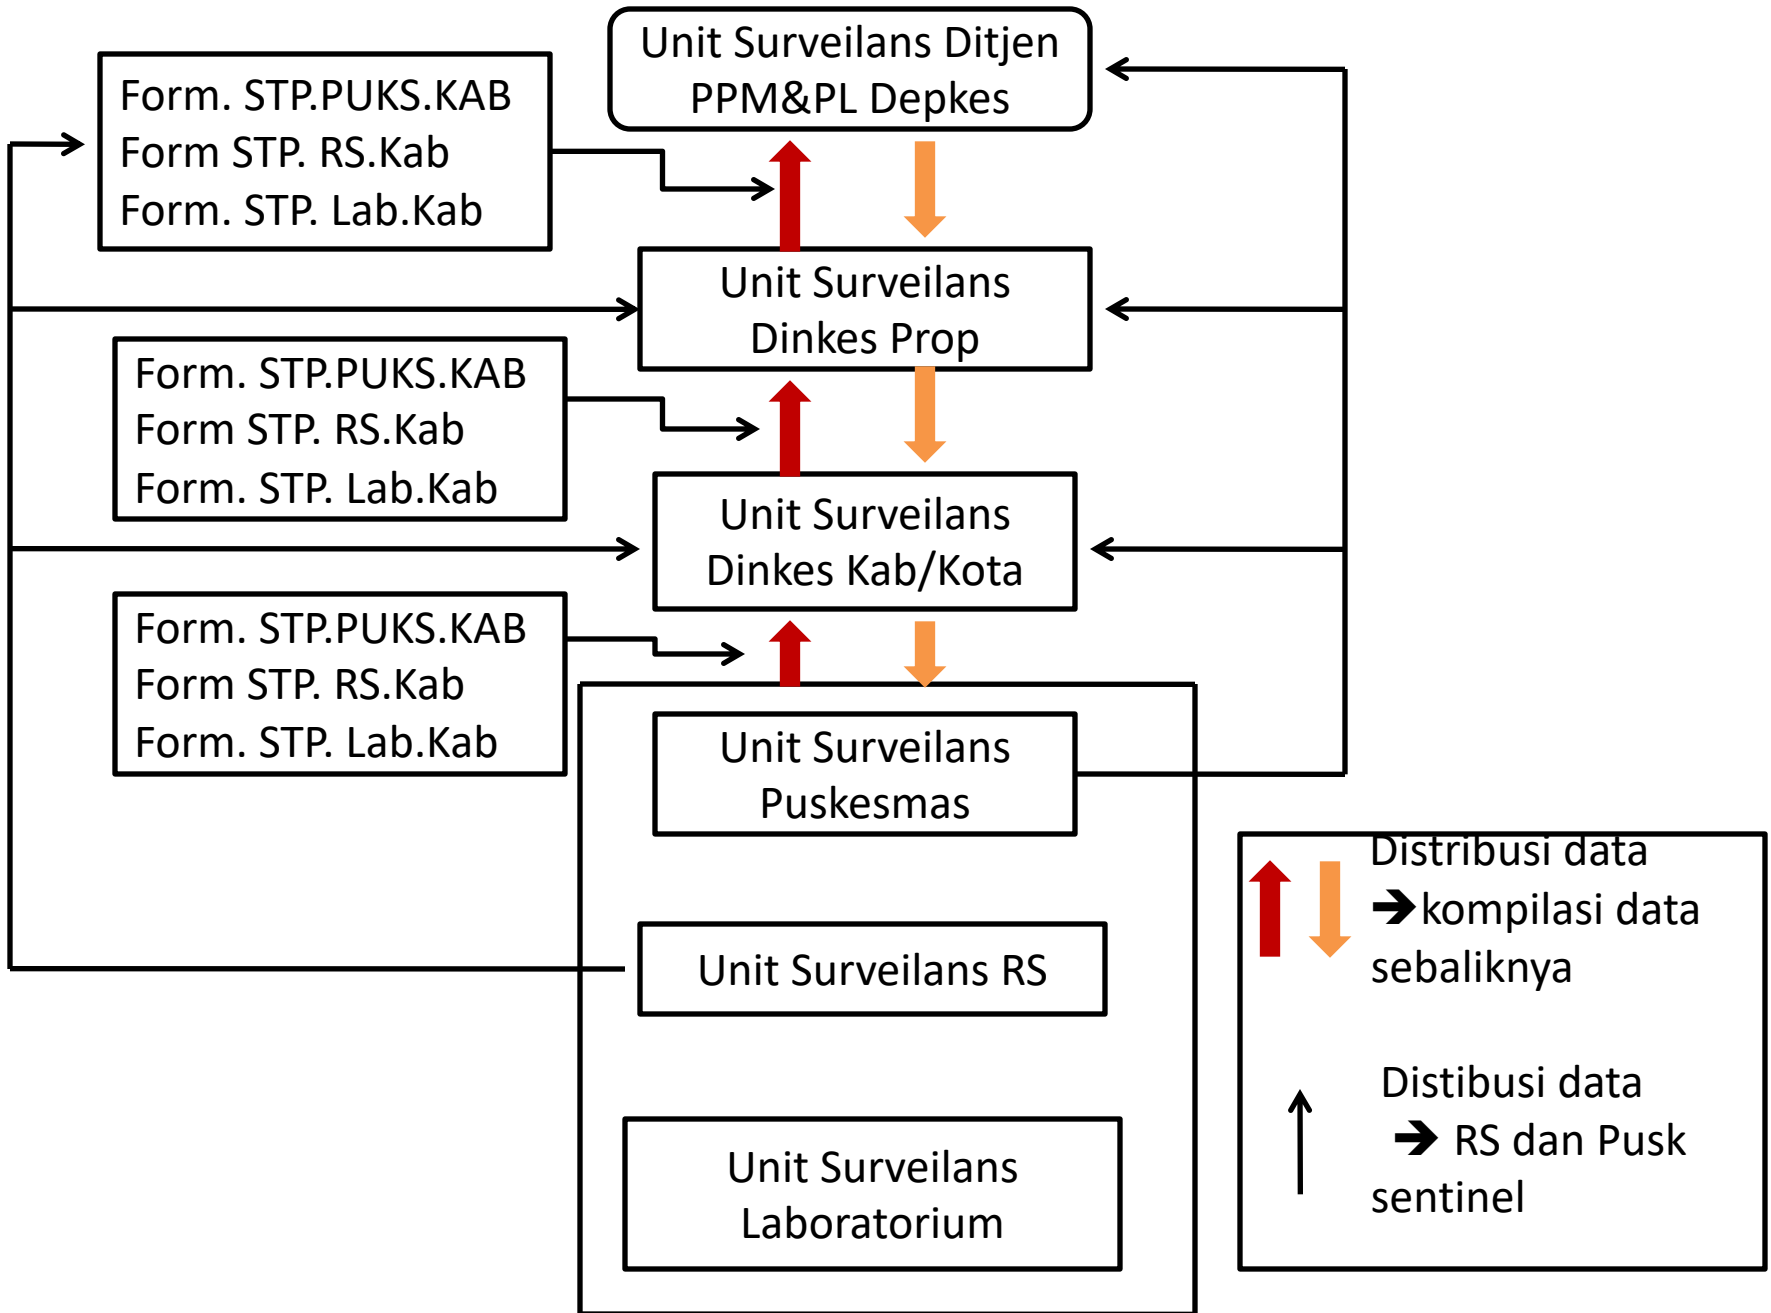 Unit Surveilans Ditjen
PPM&PL Depkes
Form. STP.PUKS.KAB
Form STP. RS.Kab
Form. STP. Lab.Kab
Unit Surveilans
Dinkes Prop
Form. STP.PUKS.KAB
Form STP. RS.Kab
Form. STP. Lab.Kab
Unit Surveilans
Dinkes Kab/Kota
Form. STP.PUKS.KAB
Form STP. RS.Kab
Form. STP. Lab.Kab
Unit Surveilans
Puskesmas
Unit Surveilans RS
Unit Surveilans
Laboratorium
Distribusi data
➔kompilasi data
sebaliknya
Distibusi data
➔ RS dan Pusk
sentinel